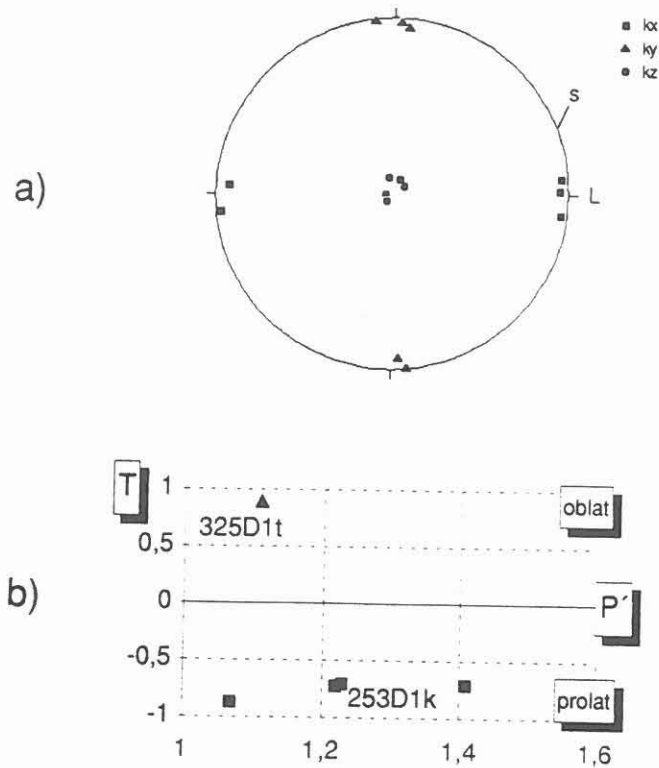 kx
ky
kz
s
a)
L
T
1
oblat
325D1t
0,5
b)
0
P´
-0,5
253D1k
prolat
-1
1
1,2
1,4
1,6